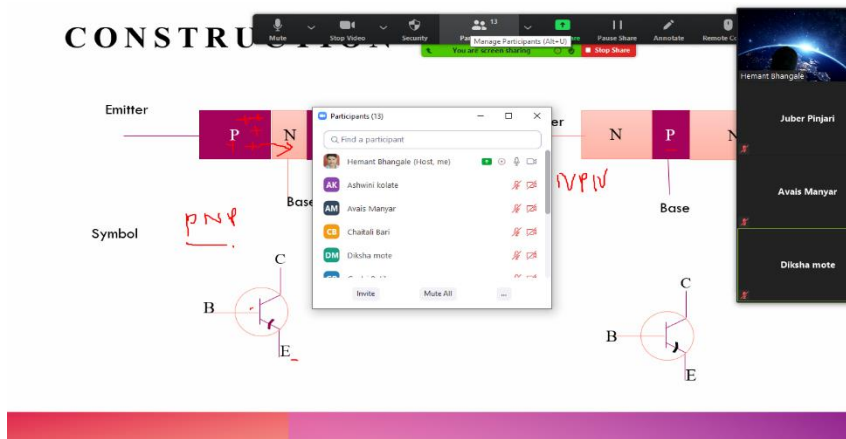 CONSTRU
Mute
Stop Video
Security
13
Manage Participants (Alt+U)
Pause Share
Annotate
You are screen sharing
Stop Share
Hemant Bhangale
Juber Pinjari
Avais Manyar
Diksha mote
Emitter
P
N
Participants (13)
Find a participant
Hemant Bhangale (Host, me)
AK Ashwini kolate
AM Avais Manyar
CB Chaitali Bari
DM Diksha mote
Invite
Mute All
...
er
N
P
N
Base
NPN
Base
PNP
Symbol
C
B
E
C
B
E